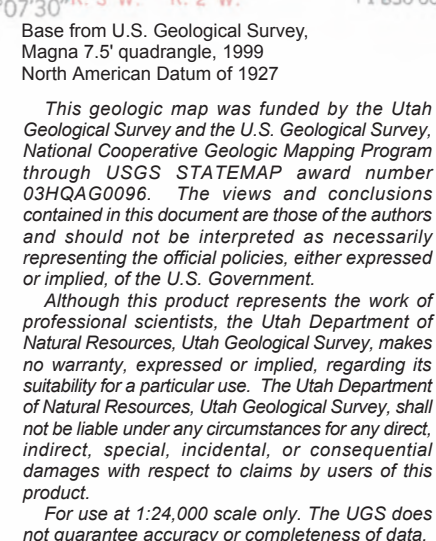 07'30" R. 3 W. R. 2 W.
Base from U.S. Geological Survey,
Magna 7.5' quadrangle, 1999
North American Datum of 1927
This geologic map was funded by the Utah
Geological Survey and the U.S. Geological Survey,
National Cooperative Geologic Mapping Program
through USGS STATEMAP award number
03HQAG0096. The views and conclusions
contained in this document are those of the authors
and should not be interpreted as necessarily
representing the official policies, either expressed
or implied, of the U.S. Government.
Although this product represents the work of
professional scientists, the Utah Department of
Natural Resources, Utah Geological Survey, makes
no warranty, expressed or implied, regarding its
suitability for a particular use. The Utah Department
of Natural Resources, Utah Geological Survey, shall
not be liable under any circumstances for any direct,
indirect, special, incidental, or consequential
damages with respect to claims by users of this
product.
For use at 1:24,000 scale only. The UGS does
not guarantee accuracy or completeness of data.